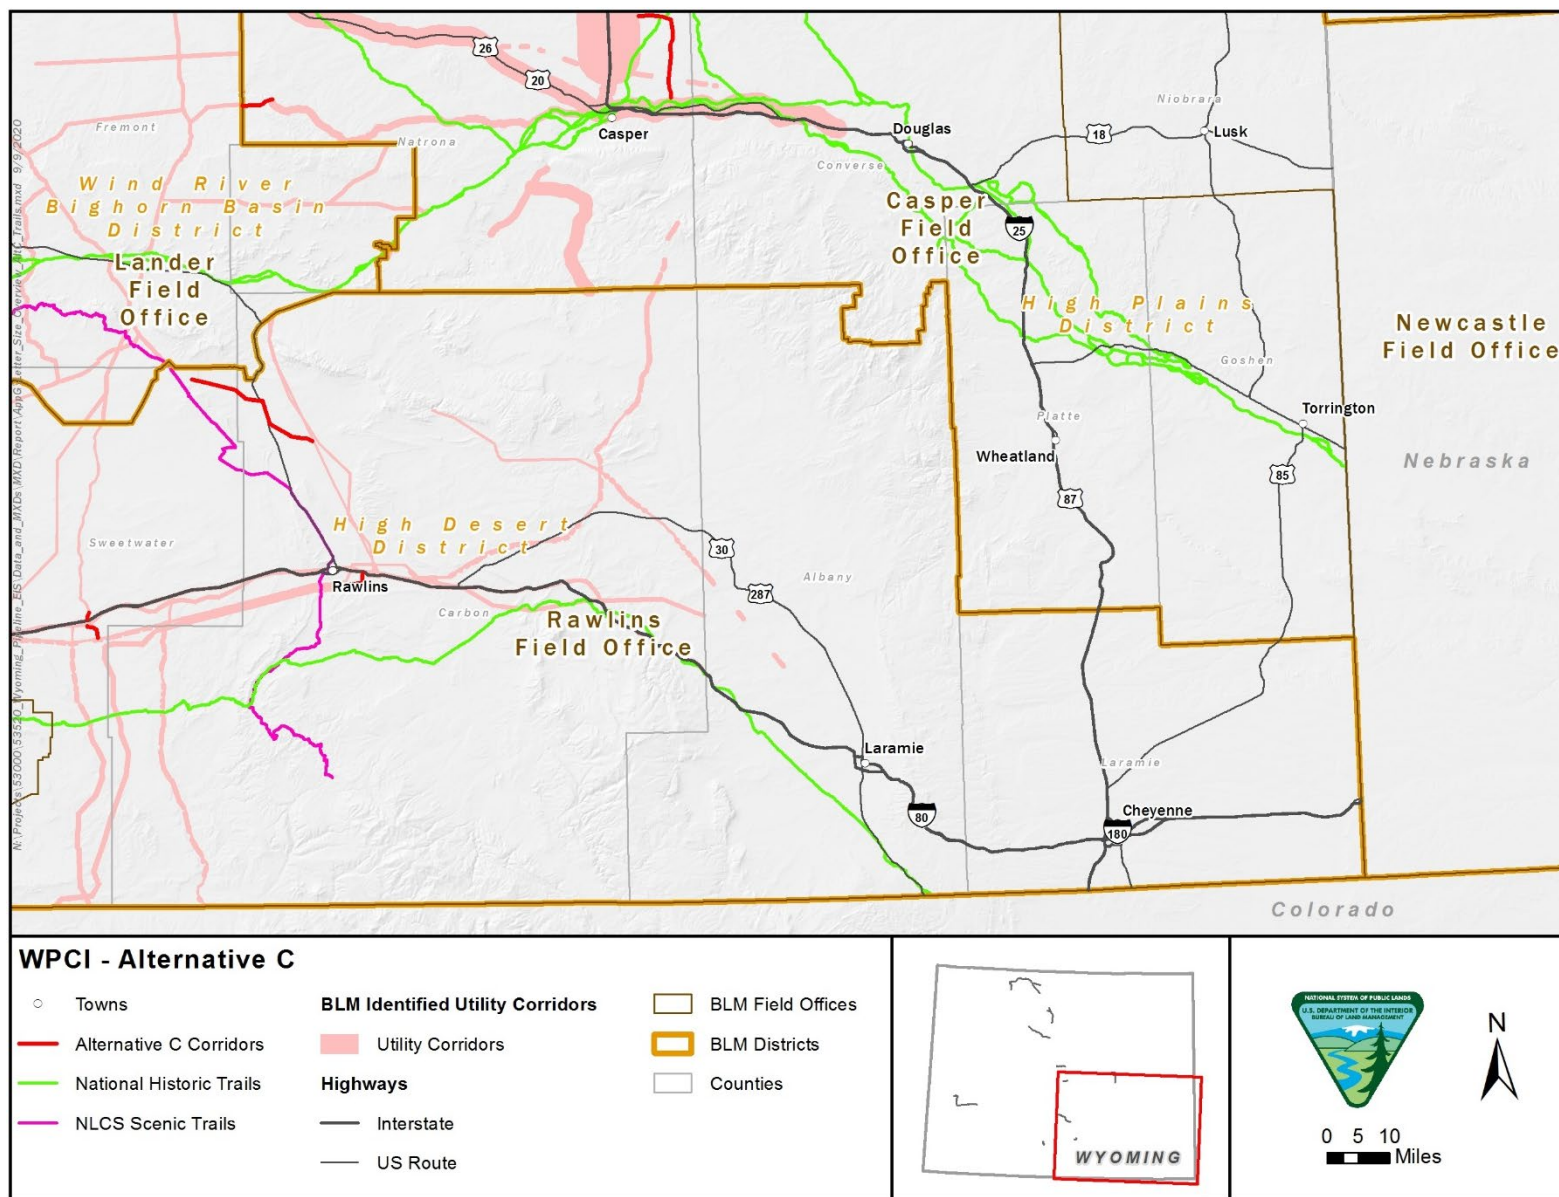 26
20
Casper
Fremont
Natrona
Douglas
Niobrara
18
Lusk
Converse
Wind River
Bighorn Basin
District
Lander
Field
Office
Casper
Field
Office
25
High Plains
District
Newcastle
Field Office
Goshen
Torrington
Platte
Wheatland
87
85
Nebraska
Sweetwater
High Desert
District
Rawlins
Carbon
30
287
Albany
Rawlins
Field Office
Laramie
80
Laramie
Cheyenne
180
Colorado
WPCI - Alternative C
Towns
Alternative C Corridors
National Historic Trails
NLCS Scenic Trails
BLM Identified Utility Corridors
Utility Corridors
Highways
Interstate
US Route
BLM Field Offices
BLM Districts
Counties
WYOMING
NATIONAL SYSTEM OF PUBLIC LANDS
U.S. DEPARTMENT OF THE INTERIOR
BUREAU OF LAND MANAGEMENT
N
0 5 10
Miles